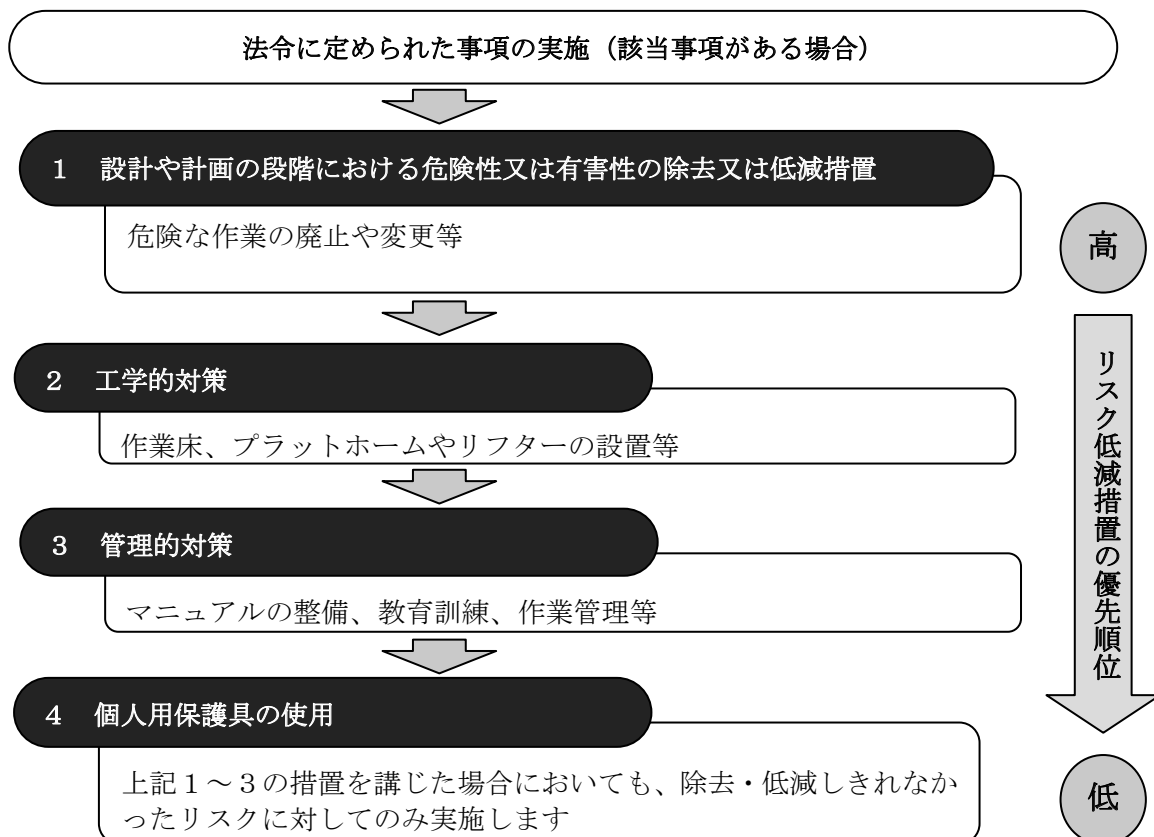 法令に定められた事項の実施（該当事項がある場合）
１　設計や計画の段階における危険性又は有害性の除去又は低減措置
危険な作業の廃止や変更等
高
２　工学的対策
作業床、プラットホームやリフターの設置等
３　管理的対策
マニュアルの整備、教育訓練、作業管理等
リスク低減措置の優先順位
４　個人用保護具の使用
上記１～３の措置を講じた場合においても、除去・低減しきれなか
ったリスクに対してのみ実施します
低